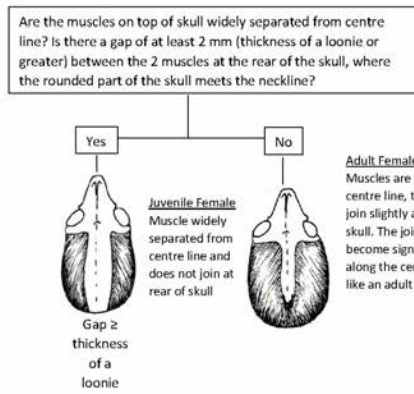 Are the muscles on top of skull widely separated from centre
line? Is there a gap of at least 2 mm (thickness of a loonie or
greater) between the 2 muscles at the rear of the skull, where
the rounded part of the skull meets the neckline?
Yes
No
Juvenile Female
Muscle widely
separated from
centre line and
does not join at
rear of skull
Gap ≥
thickness
of a
loonie
Adult Female
Muscles are
centre line, t
join slightly a
skull. The joi
become sign
along the ce
like an adult